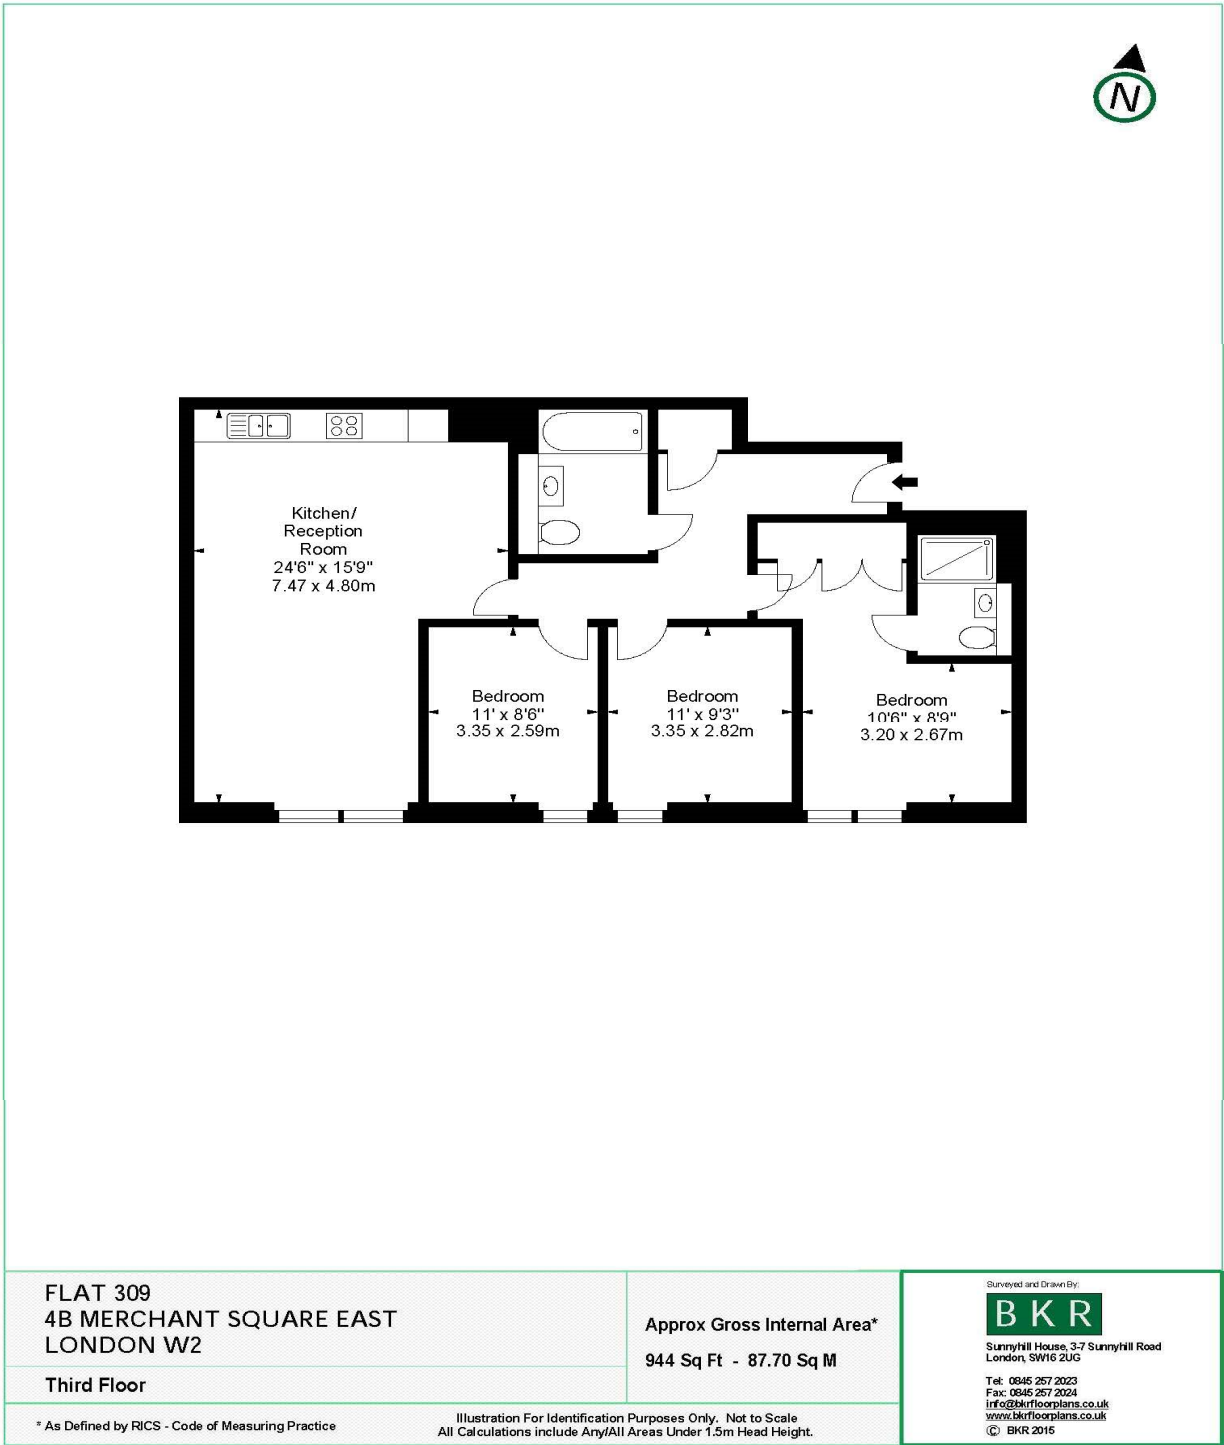 N
Kitchen/
Reception
Room
24'6" x 15'9"
7.47 x 4.80m
Bedroom
11' x 8'6"
3.35 x 2.59m
Bedroom
11' x 9'3"
3.35 x 2.82m
Bedroom
10'6" x 8'9"
3.20 x 2.67m
FLAT 309
4B MERCHANT SQUARE EAST
LONDON W2
Third Floor
* As Defined by RICS - Code of Measuring Practice
Approx Gross Internal Area*
944 Sq Ft - 87.70 Sq M
Illustration For Identification Purposes Only. Not to Scale
All Calculations include Any/All Areas Under 1.5m Head Height.
Surveyed and Drawn By:
BKR
Sunnyhill House, 3-7 Sunnyhill Road
London, SW16 2UG
Tel: 0845 257 2023
Fax: 0845 257 2024
info@bkrfloorplans.co.uk
www.bkrfloorplans.co.uk
© BKR 2015